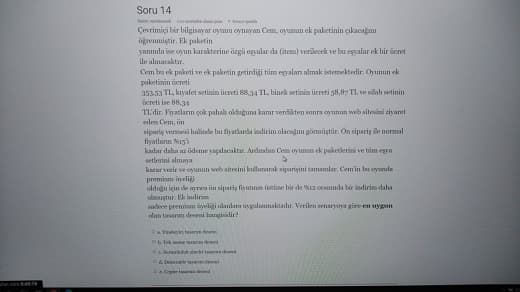 Soru 14
Çevrimiçi bir bilgisayar oyunu oynayan Cem, oyunun ek paketinin çıkacağını
öğrenmiştir. Ek paketin
yanında ise oyun karakterine özgü eşyalar da (item) verilecek ve bu eşyalar ek bir ücret
ile alınacaktır.
Cem bu ek paketi ve ek paketin getirdiği tüm eşyaları almak istemektedir. Oyunun ek
paketinin ücreti
353,53 TL, kıyafet setinin ücreti 88,34 TL, binek setinin ücreti 58,87 TL ve silah setinin
ücreti ise 88,34
TL'dir. Fiyatların çok pahalı olduğuna karar verdikten sonra oyunun web sitesini ziyaret
eden Cem, ön
sipariş vermesi halinde bu fiyatlarda indirim olacağını görmüştür. Ön sipariş ile normal
fiyatların %15'i
kadar daha az ödeme yapılacaktır. Ardından Cem oyunun ek paketlerini ve tüm eşya
setlerini almaya
karar verir ve oyunun web sitesini kullanarak siparişini tamamlar. Cem'in bu oyunda
premium üyeliği
olduğu için de ayrıca ön sipariş fiyatının üstüne bir de %12 oranında bir indirim daha
olmuştur. Ek indirim
sadece premium üyeliği olanlara uygulanmaktadır. Verilen senaryoya göre en uygun
olan tasarım deseni hangisidir?
a. Yöneltici tasarım deseni
b. Tek nesne tasarım deseni
c. Sorumluluk zinciri tasarım deseni
d. Dekoratör tasarım deseni
e. Cephe tasarım deseni